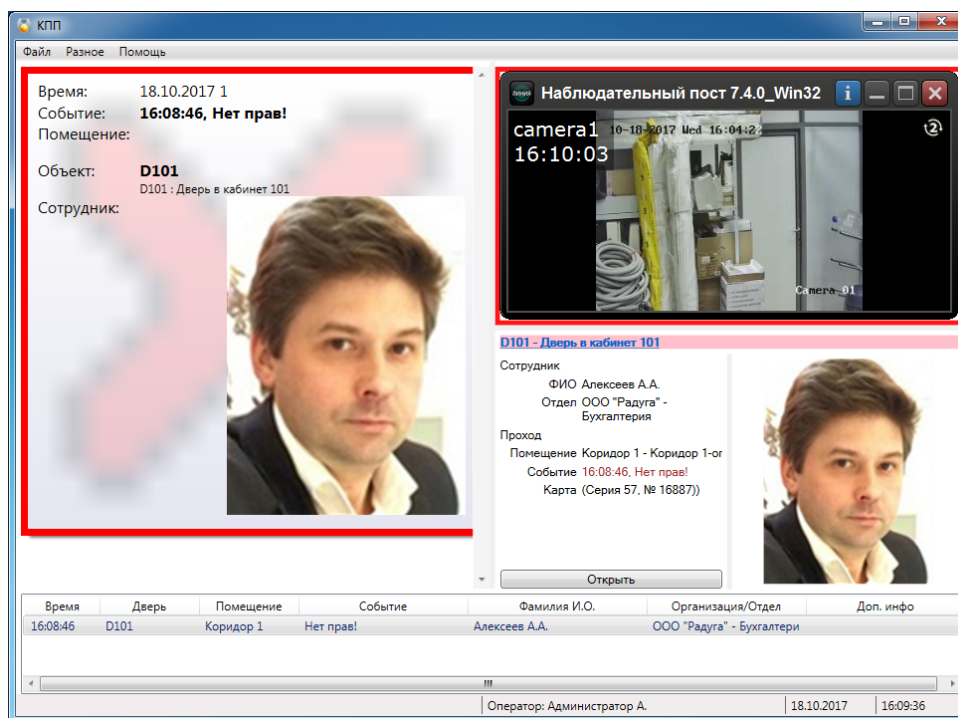 КПП
Файл Разное Помощь
Время: 18.10.2017 1
Событие: 16:08:46, Нет прав!
Помещение:
Объект: D101
D101 : Дверь в кабинет 101
Сотрудник:
Наблюдательный пост 7.4.0_Win32
camera1 10-18-2017 Wed 16:04:2
16:10:03
Camera_01
D101 - Дверь в кабинет 101
Сотрудник
ФИО Алексеев А.А.
Отдел ООО "Радуга" -
Бухгалтерия
Проход
Помещение Коридор 1 - Коридор 1-ог
Событие 16:08:46, Нет прав!
Карта (Серия 57, № 16887))
Открыть
Время Дверь Помещение Событие Фамилия И.О. Организация/Отдел Доп. инфо
16:08:46 D101 Коридор 1 Нет прав! Алексеев А.А. ООО "Радуга" - Бухгалтери
Оператор: Администратор А. 18.10.2017 16:09:36